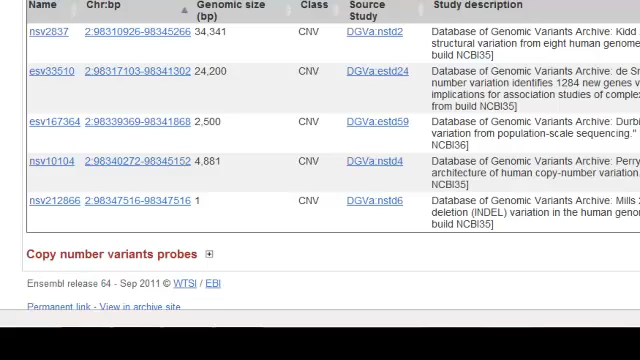 Name Chr:bp Genomic size (bp) Class Source Study Study description
nsv2837 2:98310926-98345266 34,341 CNV DGVa:nstd2 Database of Genomic Variants Archive: Kidd
structural variation from eight human genome
build NCBI35]
esv33510 2:98317103-98341302 24,200 CNV DGVa:estd24 Database of Genomic Variants Archive: de
number variation identifies 1284 new genes
implications for association studies of
from build NCBI35]
esv167364 2:98339369-98341868 2,500 CNV DGVa:estd59 Database of Genomic Variants Archive:
variation from population-scale sequencing."
NCBI36]
nsv10104 2:98340272-98345152 4,881 CNV DGVa:nstd4 Database of Genomic Variants Archive: Perry
architecture of human copy-number variation.
NCBI35]
nsv212866 2:98347516-98347516 1 CNV DGVa:nstd6 Database of Genomic Variants Archive: Mills
deletion (INDEL) variation in the human
build NCBI35]
Copy number variants probes
Ensembl release 64 - Sep 2011 © WTSI / EBI
Permanent link - View in archive site